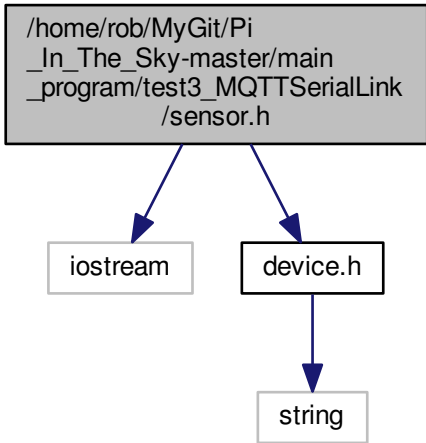 /home/rob/MyGit/Pi
_In_The_Sky-master/main
_program/test3_MQTTSerialLink
/sensor.h
iostream
device.h
string